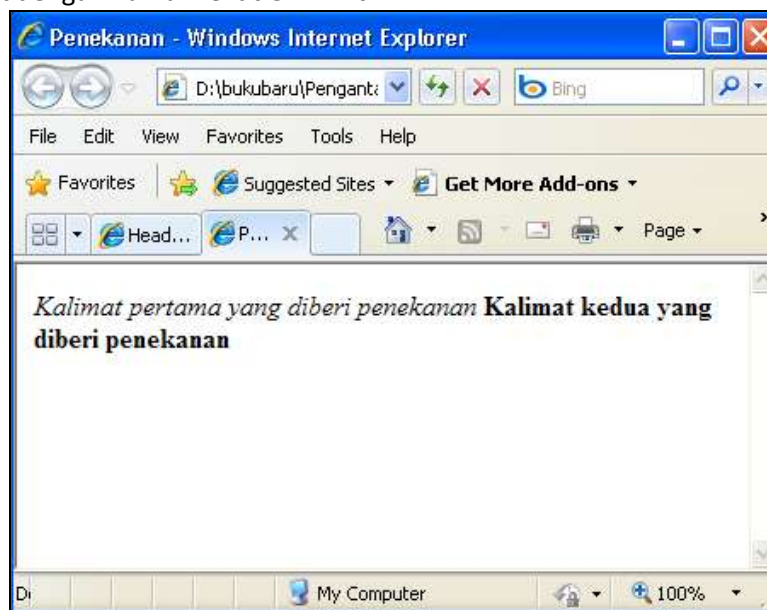 Penekanan - Windows Internet Explorer
D:\bukubaru\Penganta
Bing
File Edit View Favorites Tools Help
Favorites Suggested Sites Get More Add-ons
Head... P... Page
Kalimat pertama yang diberi penekanan Kalimat kedua yang
diberi penekanan
My Computer 100%